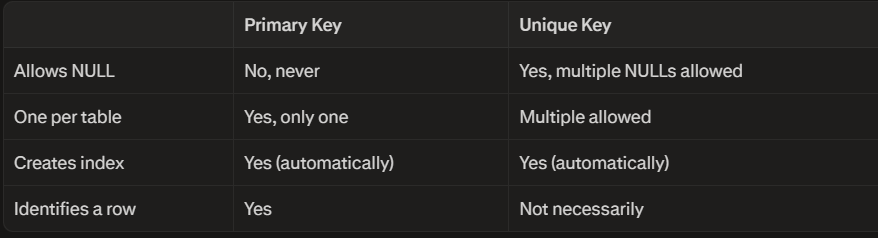 Primary Key Unique Key
Allows NULL No, never Yes, multiple NULLs allowed
One per table Yes, only one Multiple allowed
Creates index Yes (automatically) Yes (automatically)
Identifies a row Yes Not necessarily